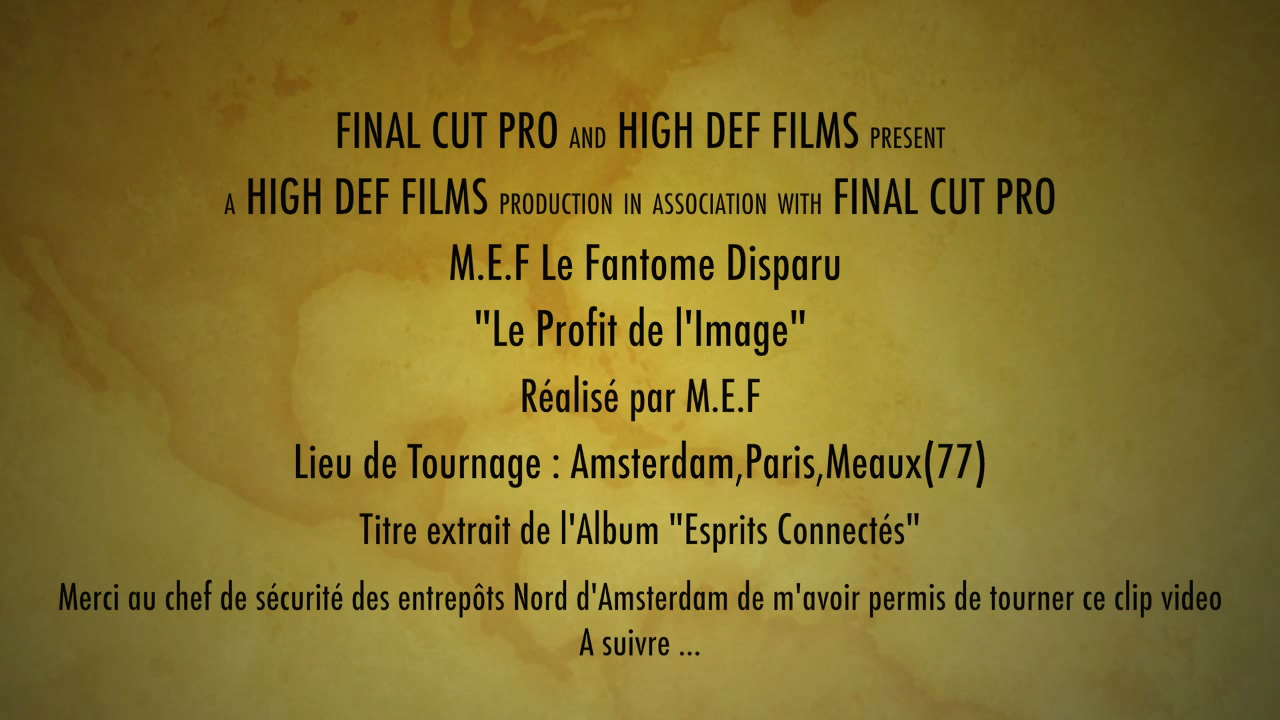 FINAL CUT PRO AND HIGH DEF FILMS PRESENT
A HIGH DEF FILMS PRODUCTION IN ASSOCIATION WITH FINAL CUT PRO
M.E.F Le Fantome Disparu
"Le Profit de l'Image"
Réalisé par M.E.F
Lieu de Tournage : Amsterdam,Paris,Meaux(77)
Titre extrait de l'Album "Esprits Connectés"
Merci au chef de sécurité des entrepôts Nord d'Amsterdam de m'avoir permis de tourner ce clip video
A suivre ...